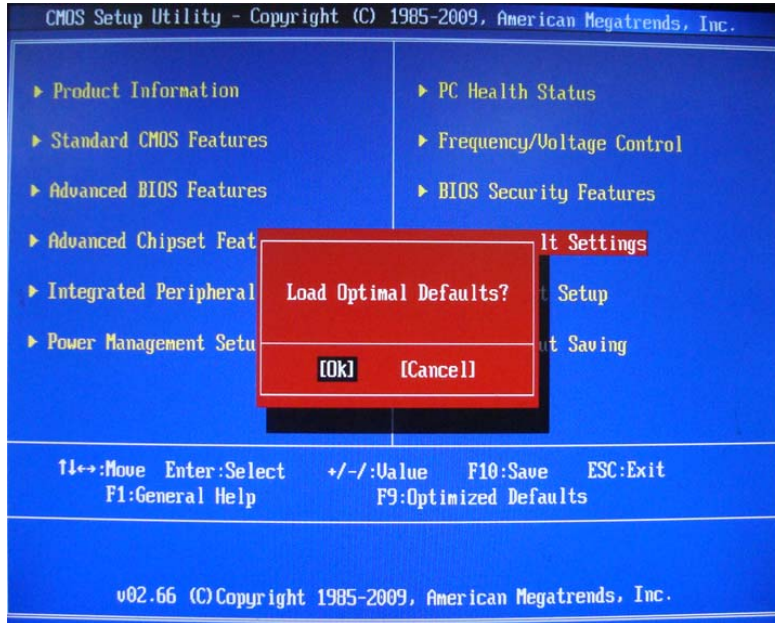 CMOS Setup Utility - Copyright (C) 1985-2009, American Megatrends, Inc.
▶ Product Information
▶ Standard CMOS Features
▶ Advanced BIOS Features
▶ Advanced Chipset Feat
▶ Integrated Peripheral
▶ Power Management Setu
▶ PC Health Status
▶ Frequency/Voltage Control
▶ BIOS Security Features
lt Settings
t Setup
ut Saving
Load Optimal Defaults?
[Ok] [Cancel]
↑↓↔:Move Enter:Select +/-/:Value F10:Save ESC:Exit
F1:General Help F9:Optimized Defaults
v02.66 (C)Copyright 1985-2009, American Megatrends, Inc.